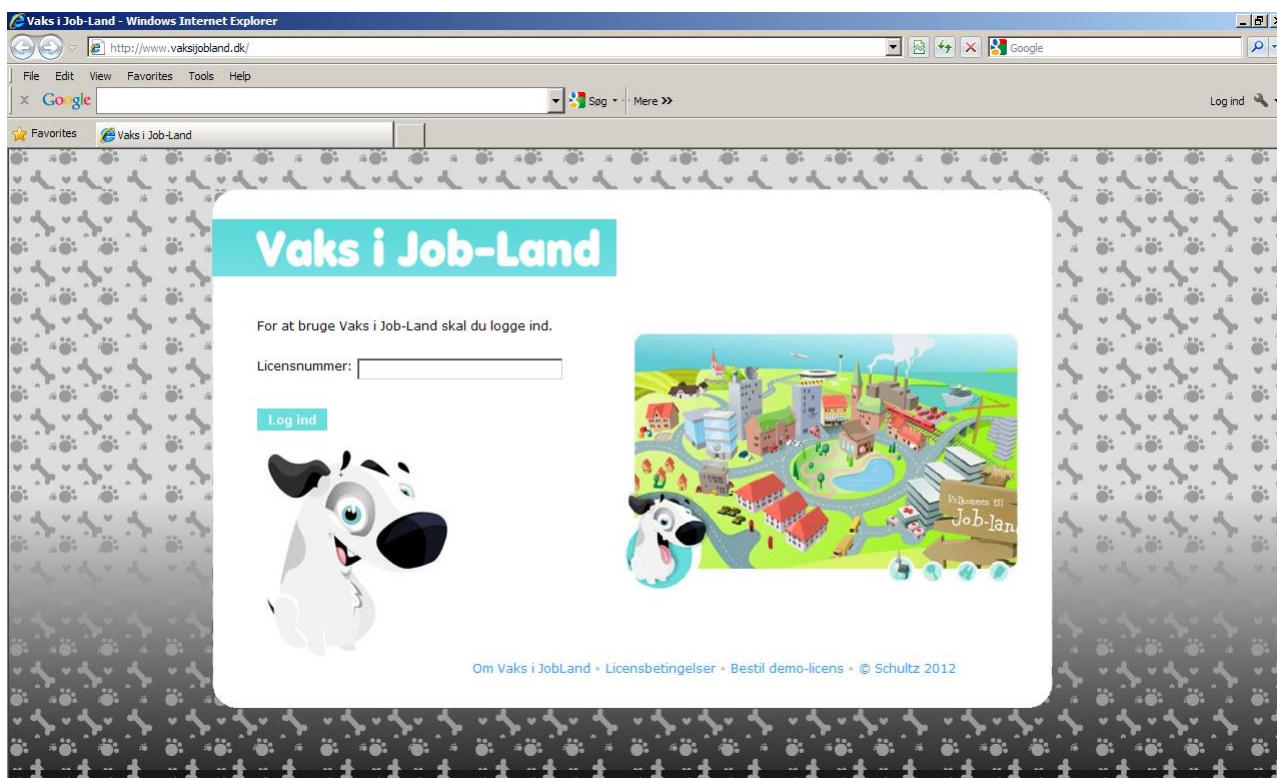 Vaks i Job-Land - Windows Internet Explorer
http://www.vaksijobland.dk/
Google
File Edit View Favorites Tools Help
x Google Søg Mere >> Log ind
Favorites Vaks i Job-Land
Vaks i Job-Land
For at bruge Vaks i Job-Land skal du logge ind.
Licensnummer:
Log ind
Velkommen til
Job-lan
Om Vaks i JobLand • Licensbetingelser • Bestil demo-licens • © Schultz 2012